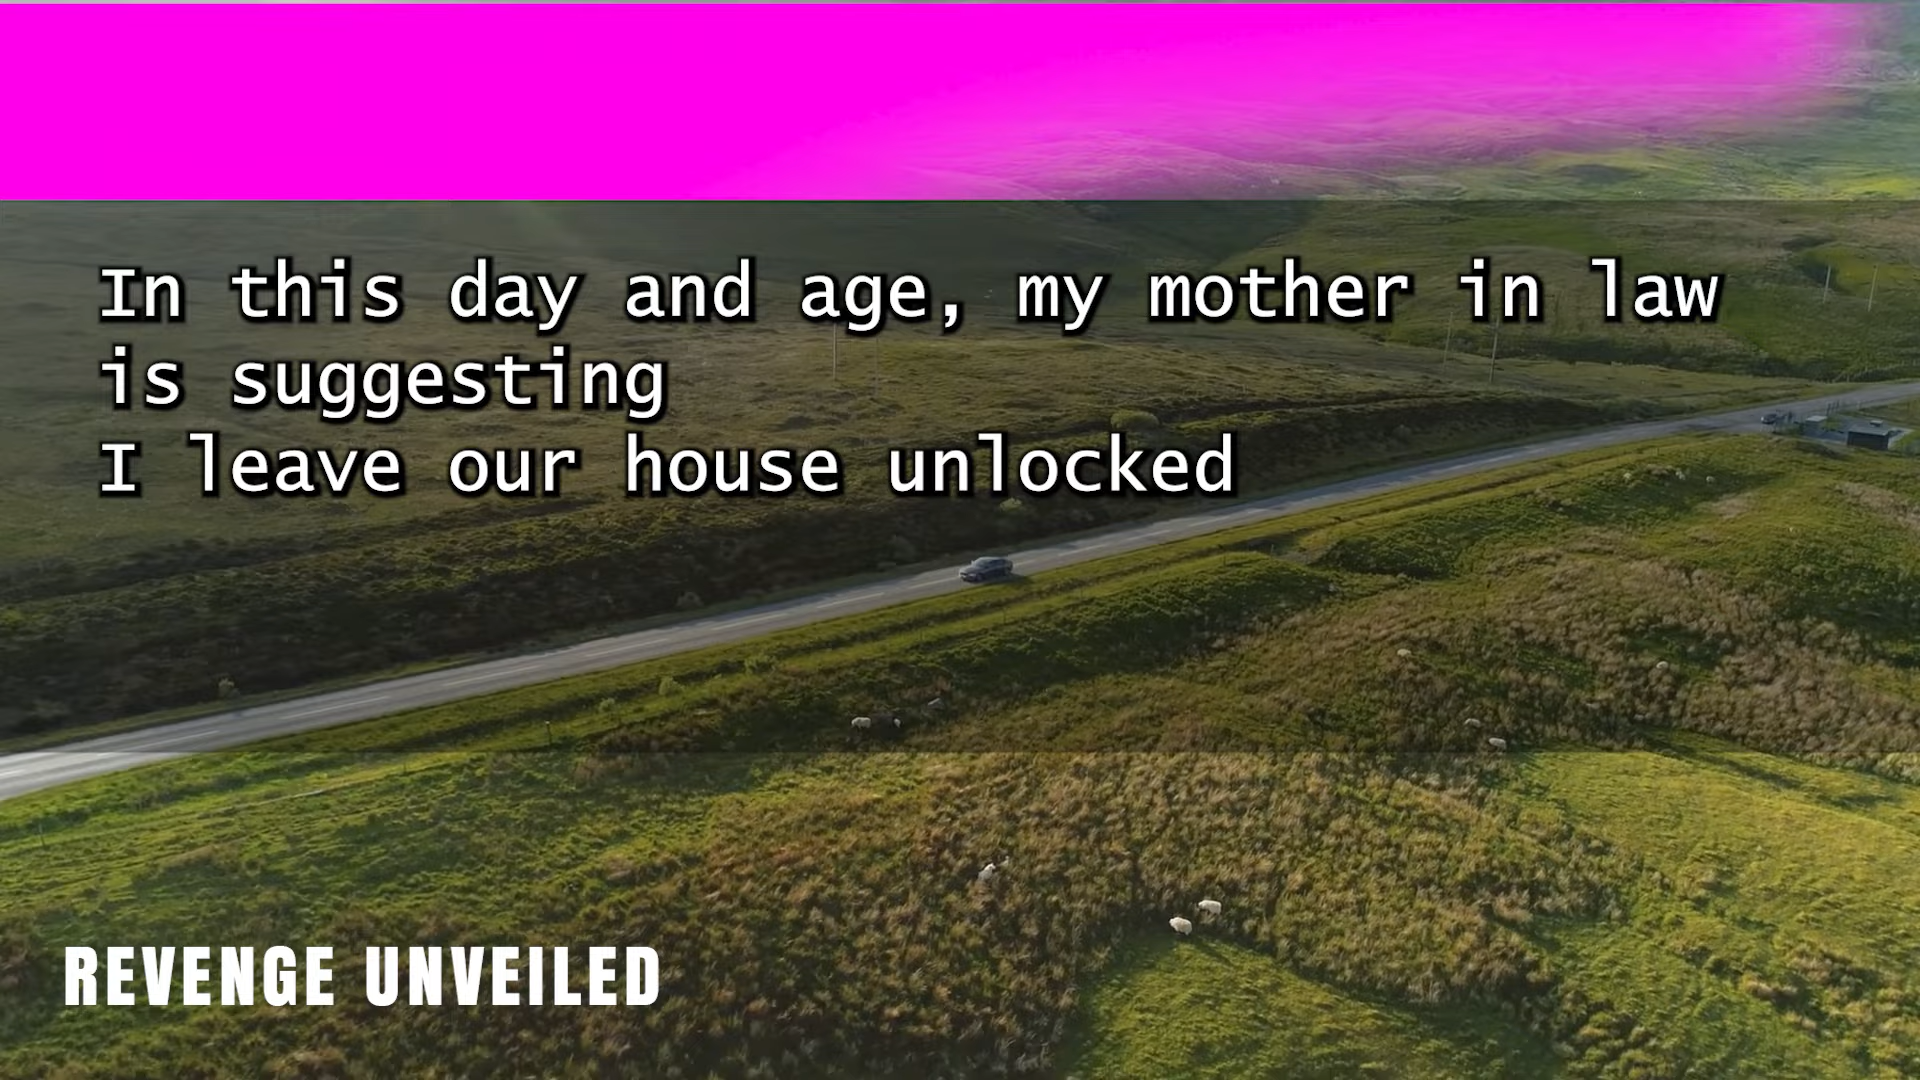 In this day and age, my mother in law
is suggesting
I leave our house unlocked
REVENGE UNVEILED